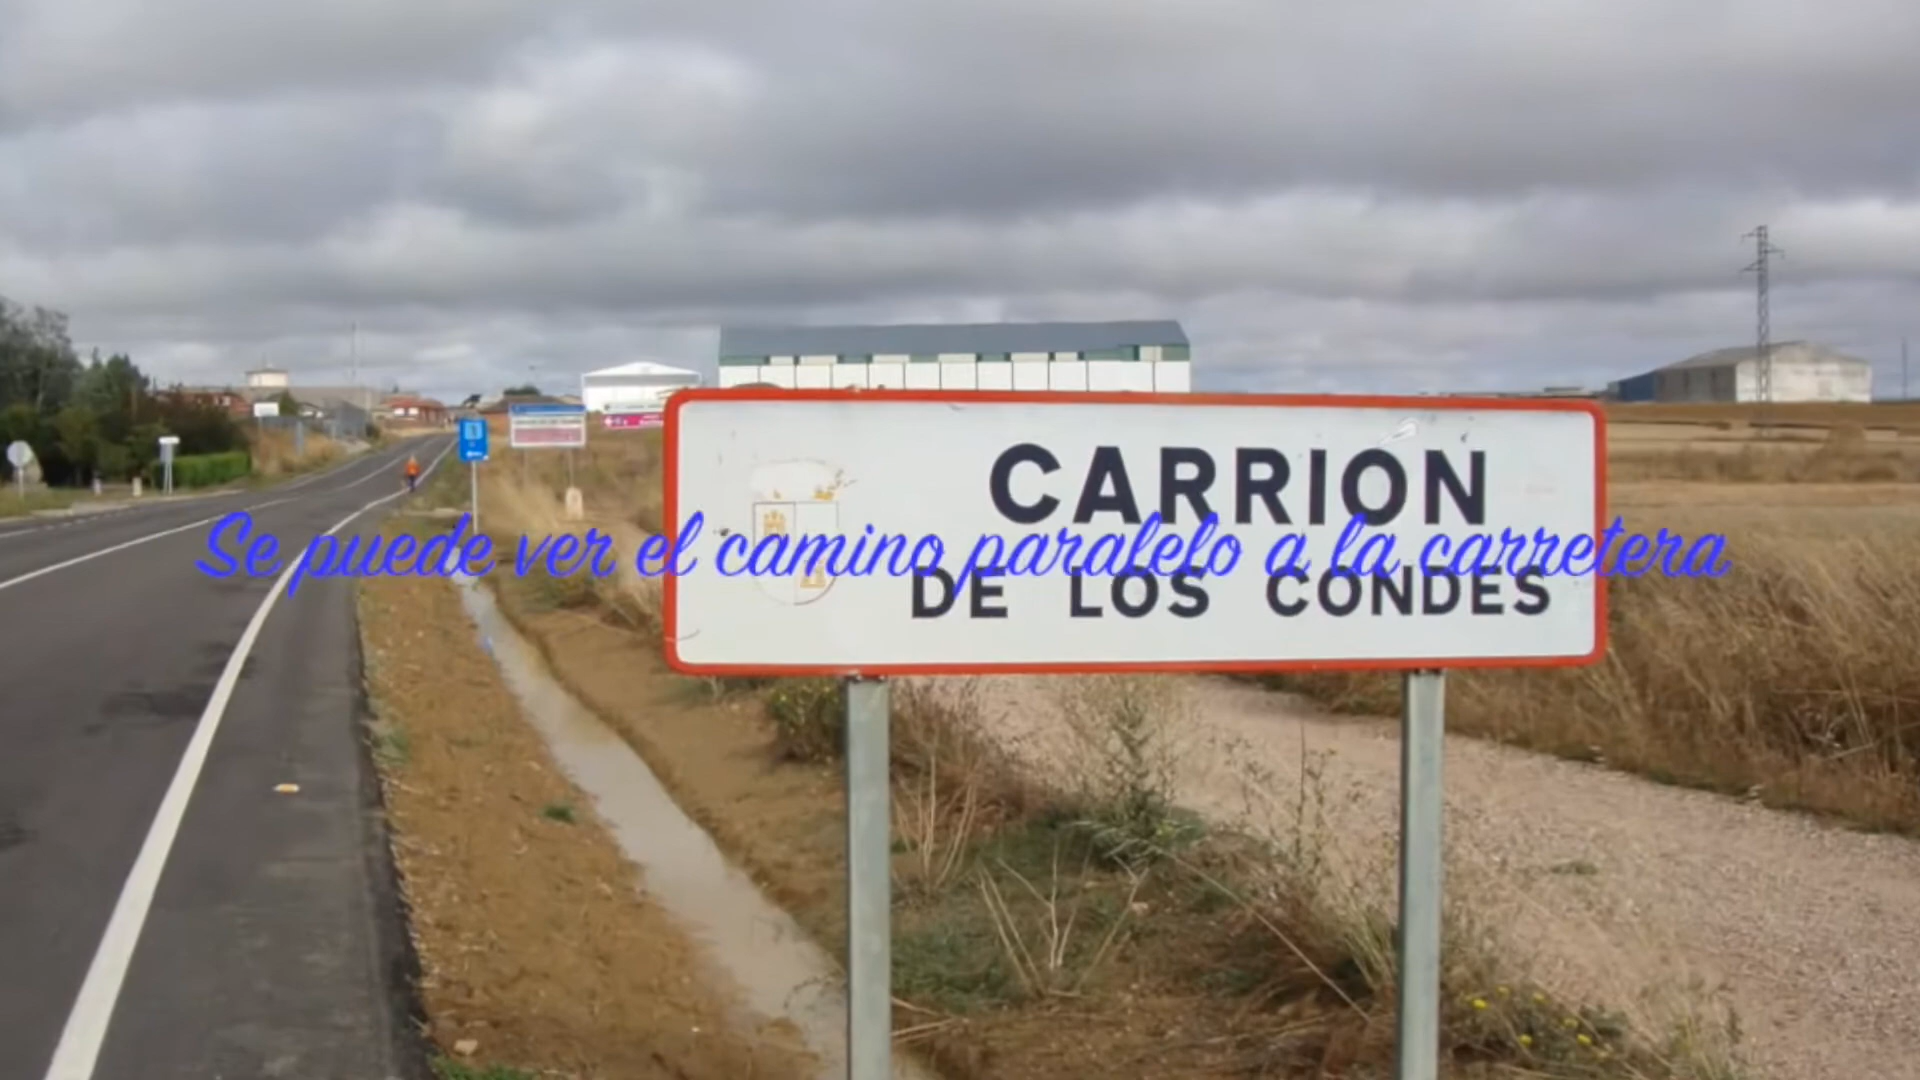 CARRION
Se puede ver el camino paralelo a la carretera
DE LOS CONDES